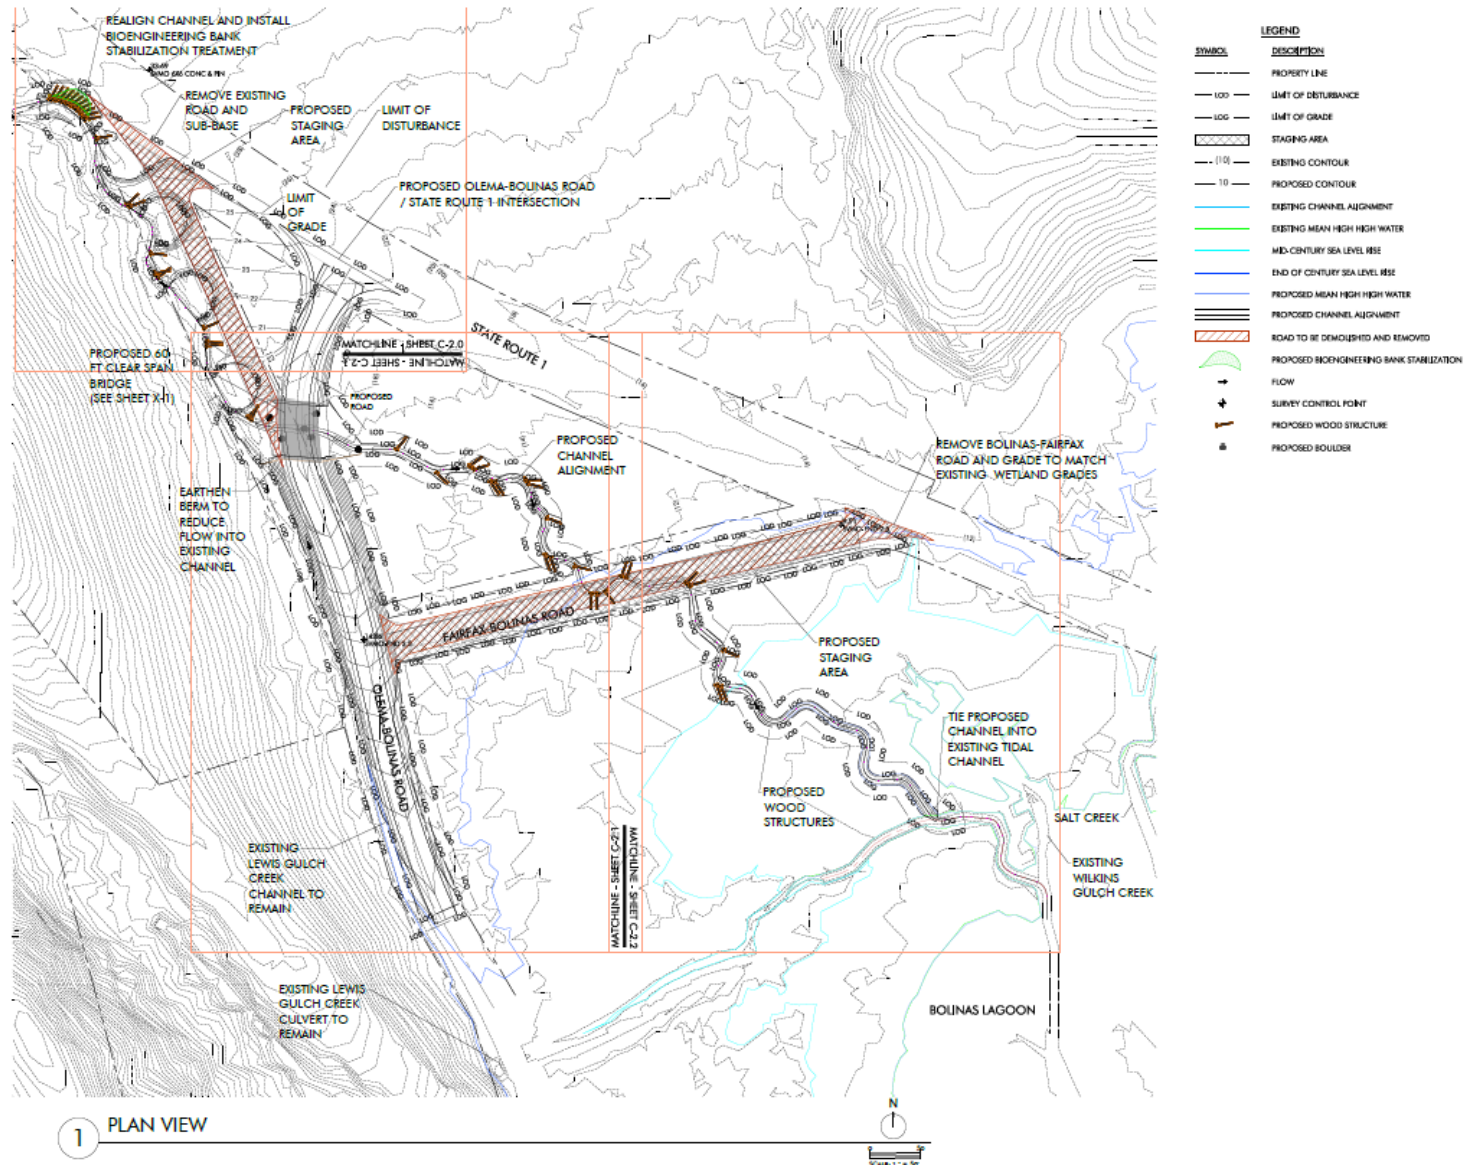 REALIGN CHANNEL AND INSTALL
BIOENGINEERING BANK
STABILIZATION TREATMENT
REMOVE EXISTING
ROAD AND
SUB-BASE
PROPOSED
STAGING
AREA
LIMIT OF
DISTURBANCE
LIMIT
OF
GRADE
PROPOSED OLEMA-BOLINAS ROAD
/ STATE ROUTE 1 INTERSECTION
STATE ROUTE 1
MATCHLINE - SHEET C-2.0
MATCHLINE - SHEET C-2.1
PROPOSED 60
FT CLEAR SPAN
BRIDGE
(SEE SHEET X-1)
PROPOSED
ROAD
PROPOSED
CHANNEL
ALIGNMENT
REMOVE BOLINAS-FAIRFAX
ROAD AND GRADE TO MATCH
EXISTING WETLAND GRADES
EARTHEN
BERM TO
REDUCE
FLOW INTO
EXISTING
CHANNEL
FAIRFAX-BOLINAS ROAD
OLEMA-BOLINAS ROAD
PROPOSED
STAGING
AREA
TIE PROPOSED
CHANNEL INTO
EXISTING TIDAL
CHANNEL
PROPOSED
WOOD
STRUCTURES
SALT CREEK
EXISTING
WILKINS
GULCH CREEK
MATCHLINE - SHEET C-2.1
MATCHLINE - SHEET C-2.2
EXISTING
LEWIS GULCH
CREEK
CHANNEL TO
REMAIN
EXISTING LEWIS
GULCH CREEK
CULVERT TO
REMAIN
BOLINAS LAGOON
1 PLAN VIEW
N
LEGEND
SYMBOL DESCRIPTION
PROPERTY LINE
LOD LIMIT OF DISTURBANCE
LOG LIMIT OF GRADE
STAGING AREA
(10) EXISTING CONTOUR
10 PROPOSED CONTOUR
EXISTING CHANNEL ALIGNMENT
EXISTING MEAN HIGH HIGH WATER
MID-CENTURY SEA LEVEL RISE
END OF CENTURY SEA LEVEL RISE
PROPOSED MEAN HIGH HIGH WATER
PROPOSED CHANNEL ALIGNMENT
ROAD TO BE DEMOLISHED AND REMOVED
PROPOSED BIOENGINEERING BANK STABILIZATION
FLOW
SURVEY CONTROL POINT
PROPOSED WOOD STRUCTURE
PROPOSED BOULDER